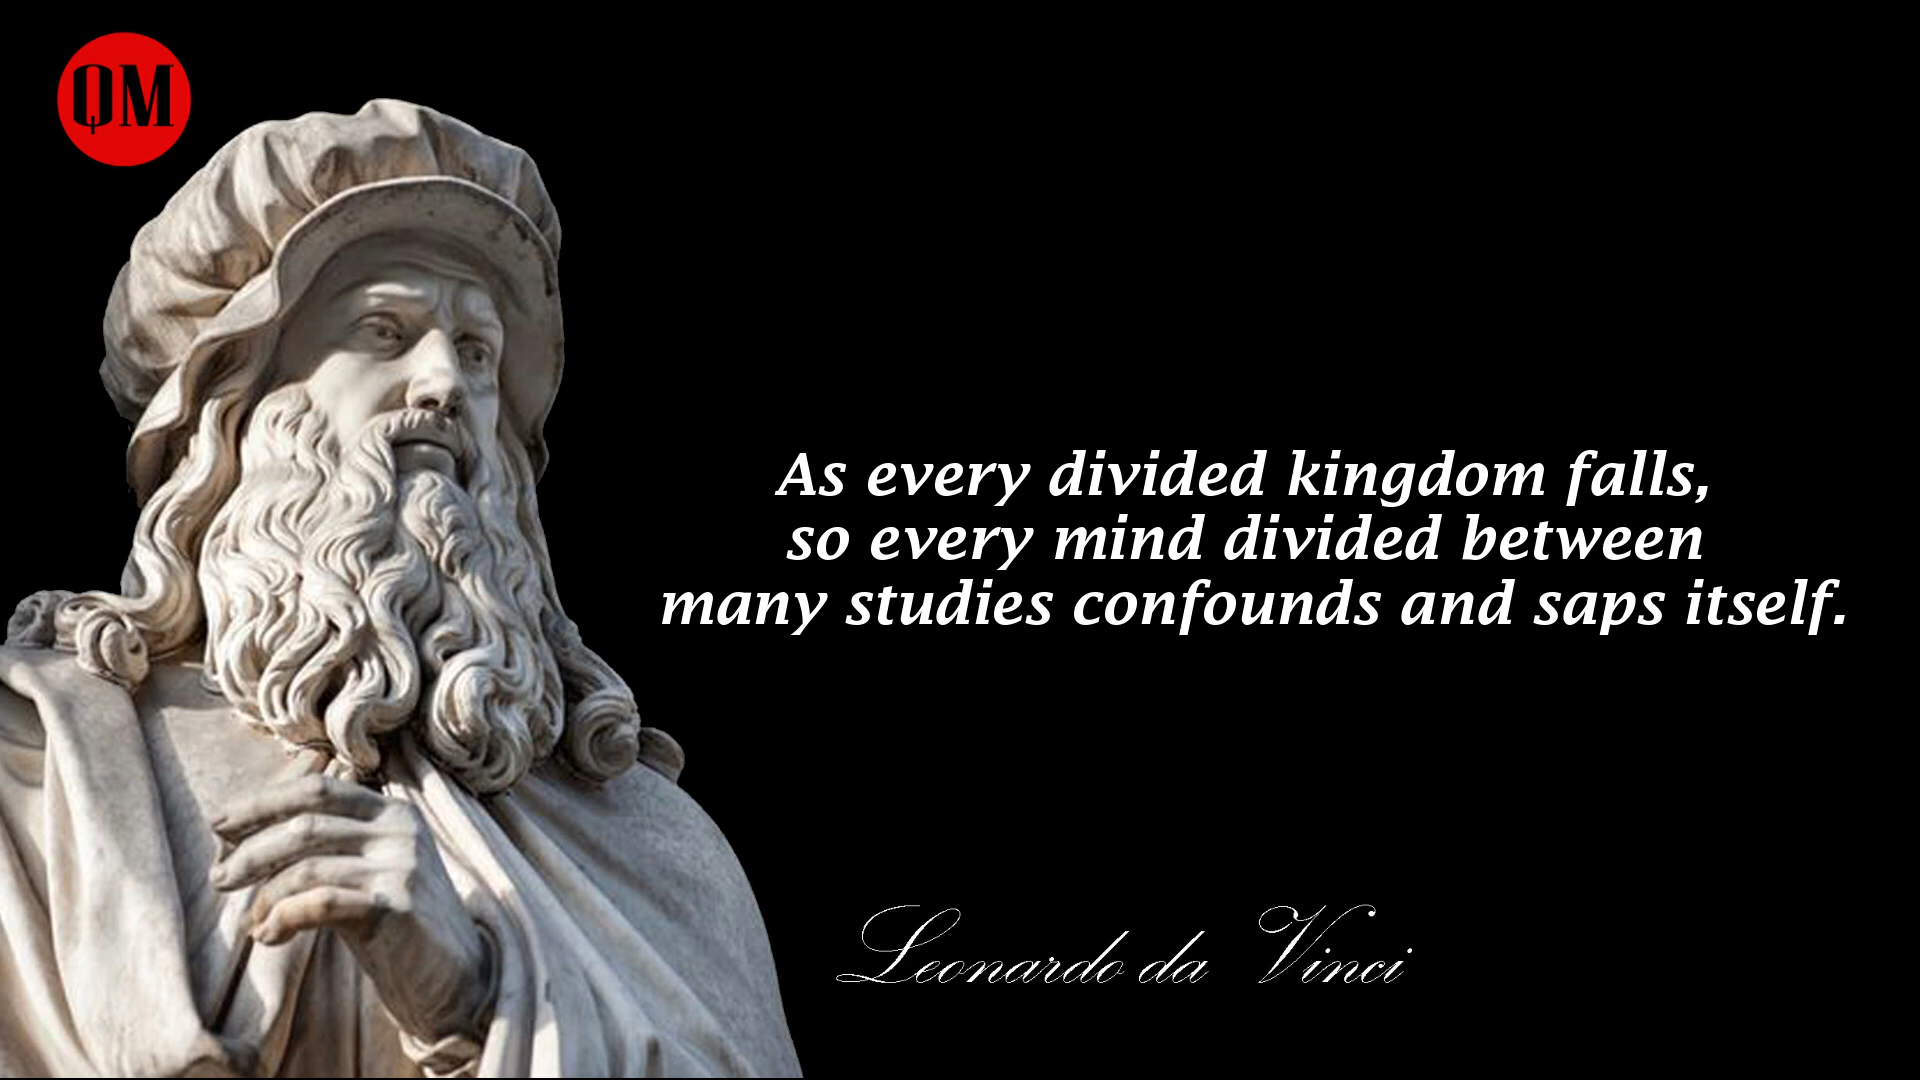 QM
As every divided kingdom falls,
so every mind divided between
many studies confounds and saps itself.
Leonardo da Vinci